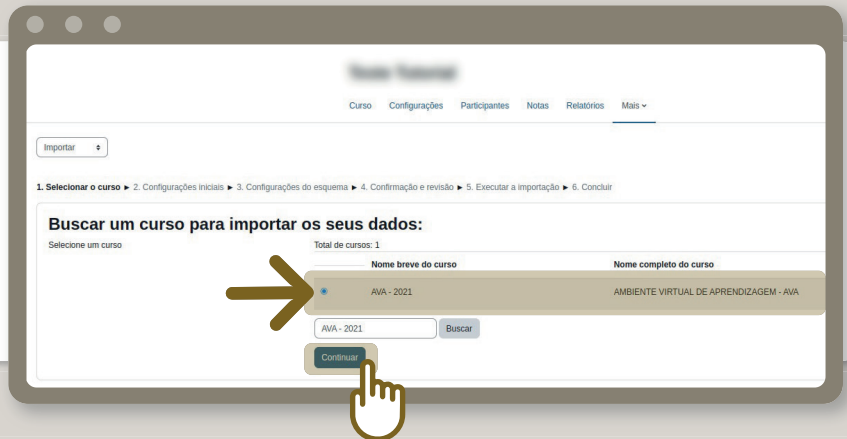 Curso Configurações Participantes Notas Relatórios Mais
Importar
1. Selecionar o curso ► 2. Configurações iniciais ► 3. Configurações do esquema ► 4. Confirmação e revisão ► 5. Executar a importação ► 6. Concluir
Buscar um curso para importar os seus dados:
Selecione um curso
Total de cursos: 1
Nome breve do curso Nome completo do curso
AVA - 2021 AMBIENTE VIRTUAL DE APRENDIZAGEM - AVA
AVA - 2021 Buscar
Continuar